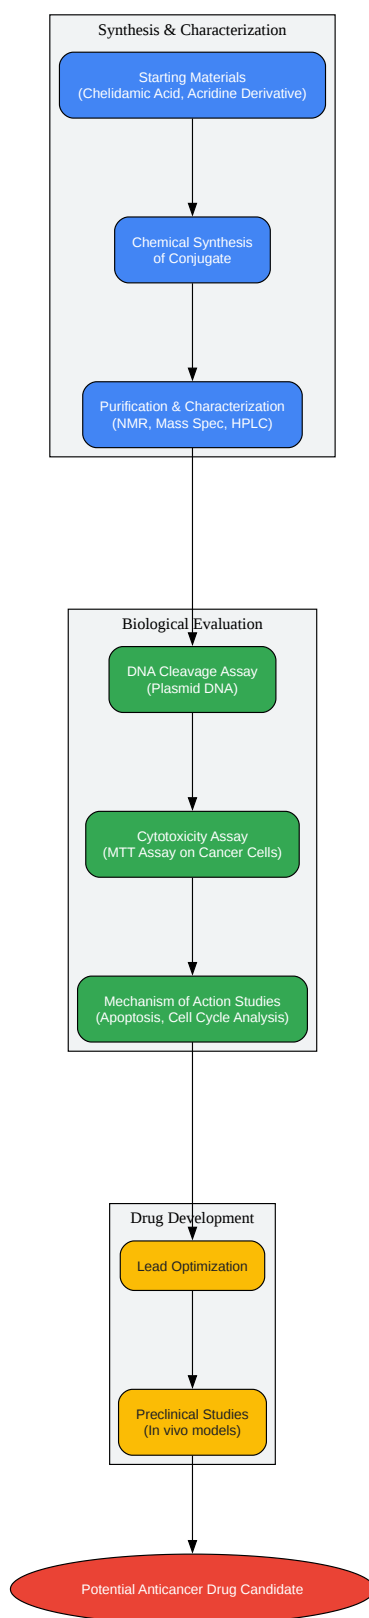 Synthesis & Characterization
Starting Materials
(Chelidamic Acid, Acridine Derivative)
Chemical Synthesis
of Conjugate
Purification & Characterization
(NMR, Mass Spec, HPLC)
Biological Evaluation
DNA Cleavage Assay
(Plasmid DNA)
Cytotoxicity Assay
(MTT Assay on Cancer Cells)
Mechanism of Action Studies
(Apoptosis, Cell Cycle Analysis)
Drug Development
Lead Optimization
Preclinical Studies
(In vivo models)
Potential Anticancer Drug Candidate